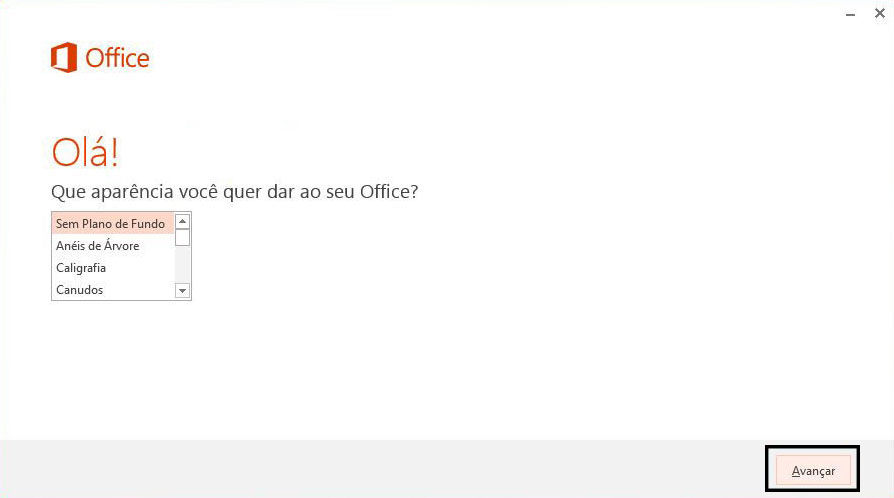 Office
Olá!
Que aparência você quer dar ao seu Office?
Sem Plano de Fundo
Anéis de Árvore
Caligrafia
Canudos
Avançar